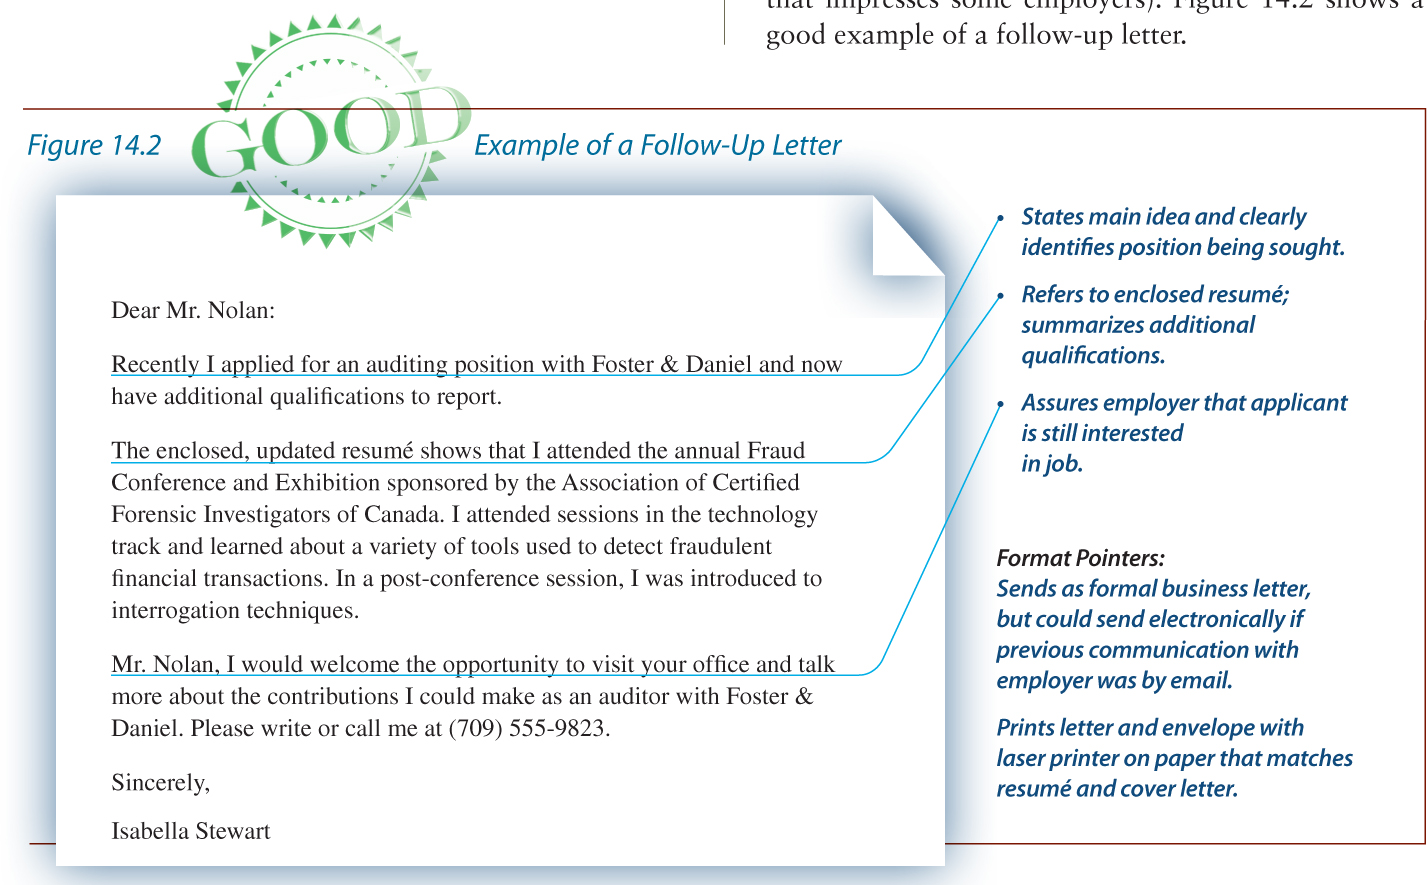 that impresses some employers). Figure 14.2 shows a
good example of a follow-up letter.
GOOD
Figure 14.2
Example of a Follow-Up Letter
Dear Mr. Nolan:
Recently I applied for an auditing position with Foster & Daniel and now
have additional qualifications to report.
The enclosed, updated resumé shows that I attended the annual Fraud
Conference and Exhibition sponsored by the Association of Certified
Forensic Investigators of Canada. I attended sessions in the technology
track and learned about a variety of tools used to detect fraudulent
financial transactions. In a post-conference session, I was introduced to
interrogation techniques.
Mr. Nolan, I would welcome the opportunity to visit your office and talk
more about the contributions I could make as an auditor with Foster &
Daniel. Please write or call me at (709) 555-9823.
Sincerely,
Isabella Stewart
• States main idea and clearly
identifies position being sought.
• Refers to enclosed resumé;
summarizes additional
qualifications.
• Assures employer that applicant
is still interested
in job.
Format Pointers:
Sends as formal business letter,
but could send electronically if
previous communication with
employer was by email.
Prints letter and envelope with
laser printer on paper that matches
resumé and cover letter.